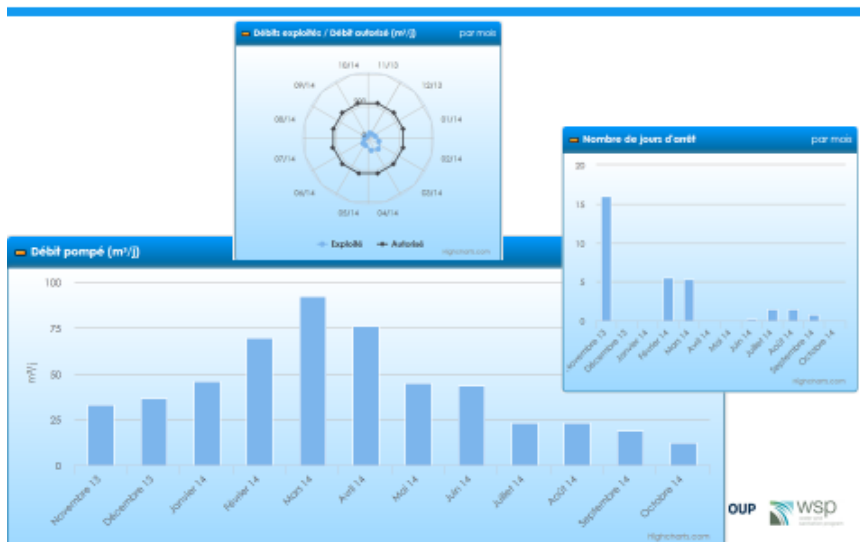 Débits exploités / Débit autorisé (m³/j) par mois
10/14 11/13
09/14 12/13
08/14 01/14
07/14 02/14
06/14 03/14
05/14 04/14
Exploité Autorisé
Highcharts.com
Nombre de jours d'arrêt par mois
20
15
10
5
0
Novembre 13
Décembre 13
Janvier 14
Février 14
Mars 14
Avril 14
Mai 14
Juin 14
Juillet 14
Août 14
Septembre 14
Octobre 14
Highcharts.com
Débit pompé (m³/j)
m³/j
100
75
50
25
0
Novembre 13
Décembre 13
Janvier 14
Février 14
Mars 14
Avril 14
Mai 14
Juin 14
Juillet 14
Août 14
Septembre 14
Octobre 14
Highcharts.com
OUP
wsp
water and
sanitation program